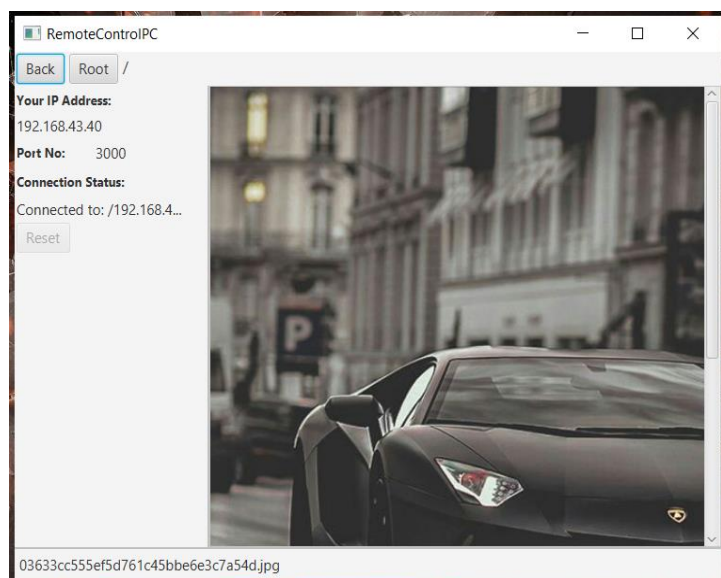 RemoteControlPC
Back Root /
Your IP Address:
192.168.43.40
Port No: 3000
Connection Status:
Connected to: /192.168.4...
Reset
P
03633cc555ef5d761c45bbe6e3c7a54d.jpg